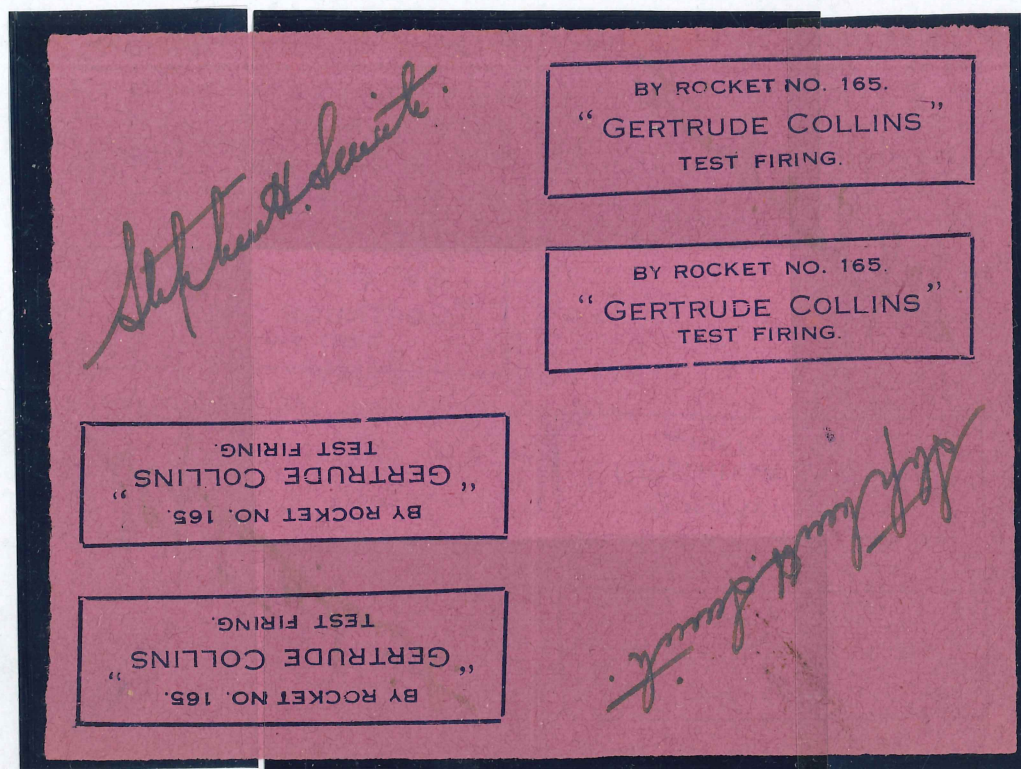 Stephen H. Smith.
BY ROCKET NO. 165.
"GERTRUDE COLLINS"
TEST FIRING.
BY ROCKET NO. 165.
"GERTRUDE COLLINS"
TEST FIRING.
BY ROCKET NO. 165.
"GERTRUDE COLLINS"
TEST FIRING.
BY ROCKET NO. 165.
"GERTRUDE COLLINS"
TEST FIRING.
Stephen H. Smith.